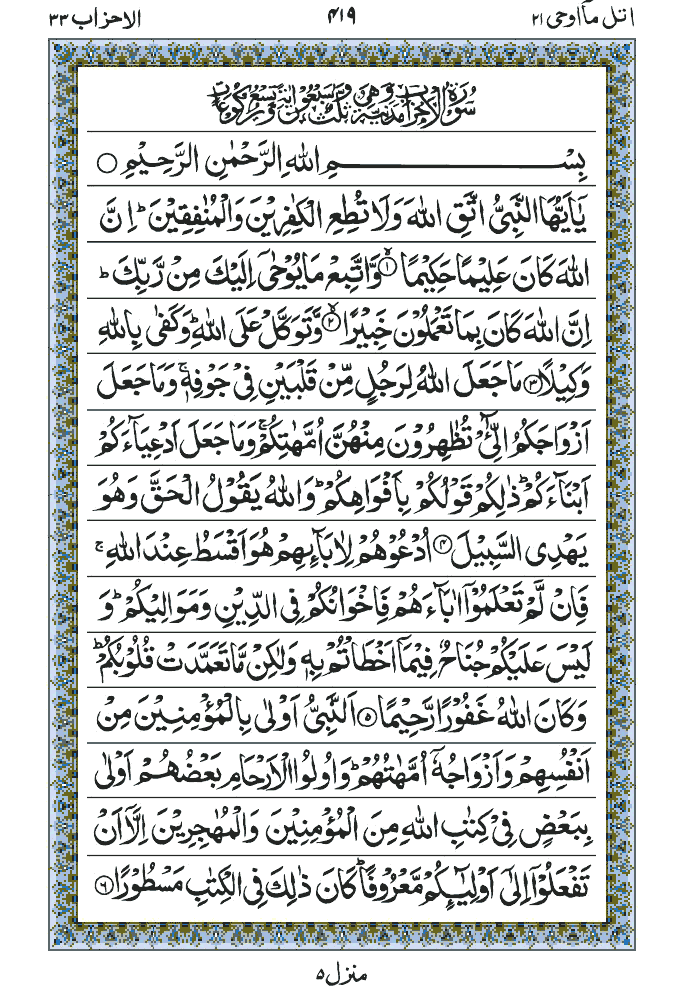 اتل مآاوحی ۲۱ ۴۱۹ الاحزاب ۳۳
سُوْرَةُ الْاَحْزَابِ مَدَنِيَّةٌ وَّهِيَ ثَلٰثٌ وَّسَبْعُوْنَ اٰيَةً وَّتِسْعُ رُكُوْعَاتٍ
بِسْمِ اللّٰهِ الرَّحْمٰنِ الرَّحِيْمِ ○
يٰٓاَيُّهَا النَّبِيُّ اتَّقِ اللّٰهَ وَلَا تُطِعِ الْكٰفِرِيْنَ وَالْمُنٰفِقِيْنَ ؕ اِنَّ
اللّٰهَ كَانَ عَلِيْمًا حَكِيْمًا ۙ﴿۱﴾ وَّاتَّبِعْ مَا يُوْحٰۤى اِلَيْكَ مِنْ رَّبِّكَ ؕ
اِنَّ اللّٰهَ كَانَ بِمَا تَعْمَلُوْنَ خَبِيْرًا ۙ﴿۲﴾ وَّتَوَكَّلْ عَلَى اللّٰهِ ؕ وَكَفٰى بِاللّٰهِ
وَكِيْلًا ﴿۳﴾ مَا جَعَلَ اللّٰهُ لِرَجُلٍ مِّنْ قَلْبَيْنِ فِيْ جَوْفِهٖ ۚ وَمَا جَعَلَ
اَزْوَاجَكُمُ الّٰٓـِٔيْ تُظٰهِرُوْنَ مِنْهُنَّ اُمَّهٰتِكُمْ ۚ وَمَا جَعَلَ اَدْعِيَآءَكُمْ
اَبْنَآءَكُمْ ؕ ذٰلِكُمْ قَوْلُكُمْ بِاَفْوَاهِكُمْ ؕ وَاللّٰهُ يَقُوْلُ الْحَقَّ وَهُوَ
يَهْدِى السَّبِيْلَ ﴿۴﴾ اُدْعُوْهُمْ لِاٰبَآئِهِمْ هُوَ اَقْسَطُ عِنْدَ اللّٰهِ ۚ
فَاِنْ لَّمْ تَعْلَمُوْۤا اٰبَآءَهُمْ فَاِخْوَانُكُمْ فِى الدِّيْنِ وَمَوَالِيْكُمْ ؕ وَ
لَيْسَ عَلَيْكُمْ جُنَاحٌ فِيْمَاۤ اَخْطَاْتُمْ بِهٖ ۙ وَلٰكِنْ مَّا تَعَمَّدَتْ قُلُوْبُكُمْ ؕ
وَكَانَ اللّٰهُ غَفُوْرًا رَّحِيْمًا ﴿۵﴾ اَلنَّبِيُّ اَوْلٰى بِالْمُؤْمِنِيْنَ مِنْ
اَنْفُسِهِمْ وَاَزْوَاجُهٗۤ اُمَّهٰتُهُمْ ؕ وَاُولُوا الْاَرْحَامِ بَعْضُهُمْ اَوْلٰى
بِبَعْضٍ فِيْ كِتٰبِ اللّٰهِ مِنَ الْمُؤْمِنِيْنَ وَالْمُهٰجِرِيْنَ اِلَّاۤ اَنْ
تَفْعَلُوْۤا اِلٰۤى اَوْلِيٰٓـِٕكُمْ مَّعْرُوْفًا ؕ كَانَ ذٰلِكَ فِى الْكِتٰبِ مَسْطُوْرًا ﴿۶﴾
منزل ۵